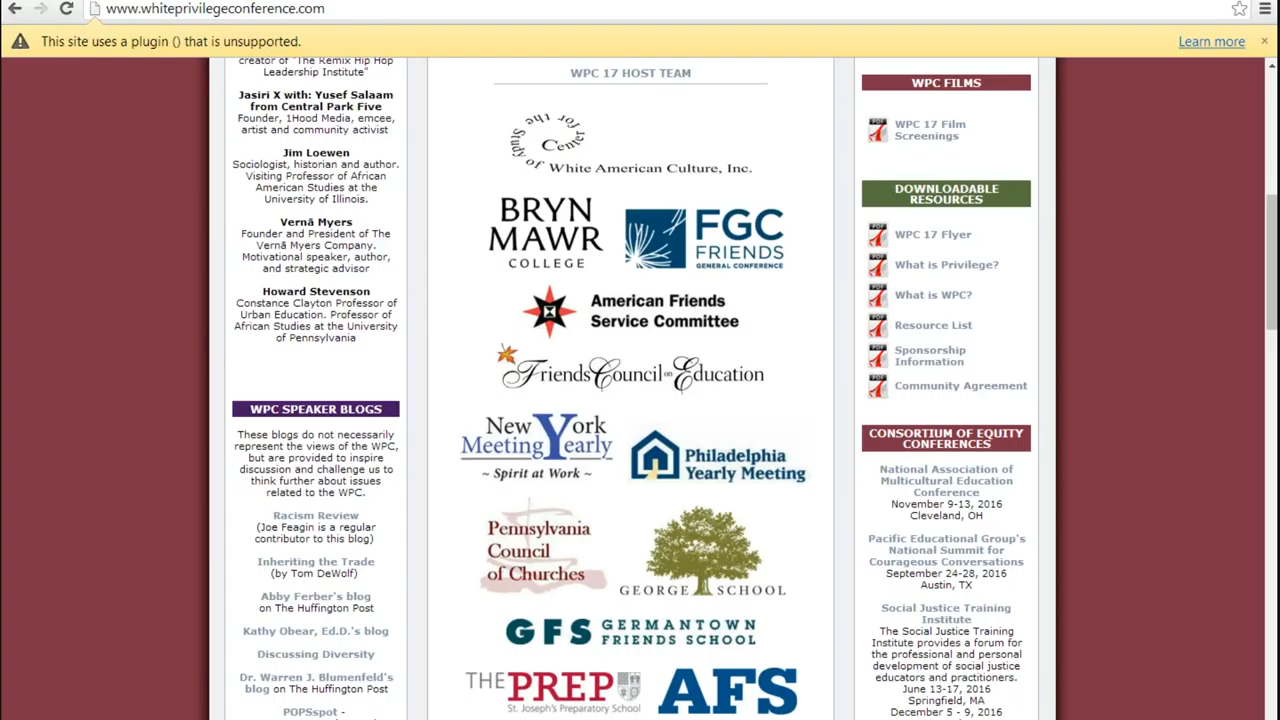 www.whiteprivilegeconference.com
This site uses a plugin () that is unsupported.
Learn more
creator of "The Remix Hip Hop
Leadership Institute"
Jasiri X with: Yusef Salaam
from Central Park Five
Founder, 1Hood Media, emcee,
artist and community activist
Jim Loewen
Sociologist, historian and author.
Visiting Professor of African
American Studies at the
University of Illinois.
Vernā Myers
Founder and President of The
Vernā Myers Company.
Motivational speaker, author,
and strategic advisor
Howard Stevenson
Constance Clayton Professor of
Urban Education. Professor of
African Studies at the University
of Pennsylvania
WPC SPEAKER BLOGS
These blogs do not necessarily
represent the views of the WPC,
but are provided to inspire
discussion and challenge us to
think further about issues
related to the WPC.
Racism Review
(Joe Feagin is a regular
contributor to this blog)
Inheriting the Trade
(by Tom DeWolf)
Abby Ferber's blog
on The Huffington Post
Kathy Obear, Ed.D.'s blog
Discussing Diversity
Dr. Warren J. Blumenfeld's
blog on The Huffington Post
POPSspot -
WPC 17 HOST TEAM
Center for the Study of
White American Culture, Inc.
BRYN
MAWR
COLLEGE
FGC
FRIENDS
GENERAL CONFERENCE
American Friends
Service Committee
Friends Council on Education
New York
Meeting Yearly
~ Spirit at Work ~
Philadelphia
Yearly Meeting
Pennsylvania
Council
of Churches
GEORGE SCHOOL
GFS GERMANTOWN
FRIENDS SCHOOL
THE PREP
St. Joseph's Preparatory School
AFS
WPC FILMS
PDF WPC 17 Film
Screenings
DOWNLOADABLE
RESOURCES
PDF WPC 17 Flyer
PDF What is Privilege?
PDF What is WPC?
PDF Resource List
PDF Sponsorship
Information
PDF Community Agreement
CONSORTIUM OF EQUITY
CONFERENCES
National Association of
Multicultural Education
Conference
November 9-13, 2016
Cleveland, OH
Pacific Educational Group's
National Summit for
Courageous Conversations
September 24-28, 2016
Austin, TX
Social Justice Training
Institute
The Social Justice Training
Institute provides a forum for
the professional and personal
development of social justice
educators and practitioners.
June 13-17, 2016
Springfield, MA
December 5 - 9, 2016